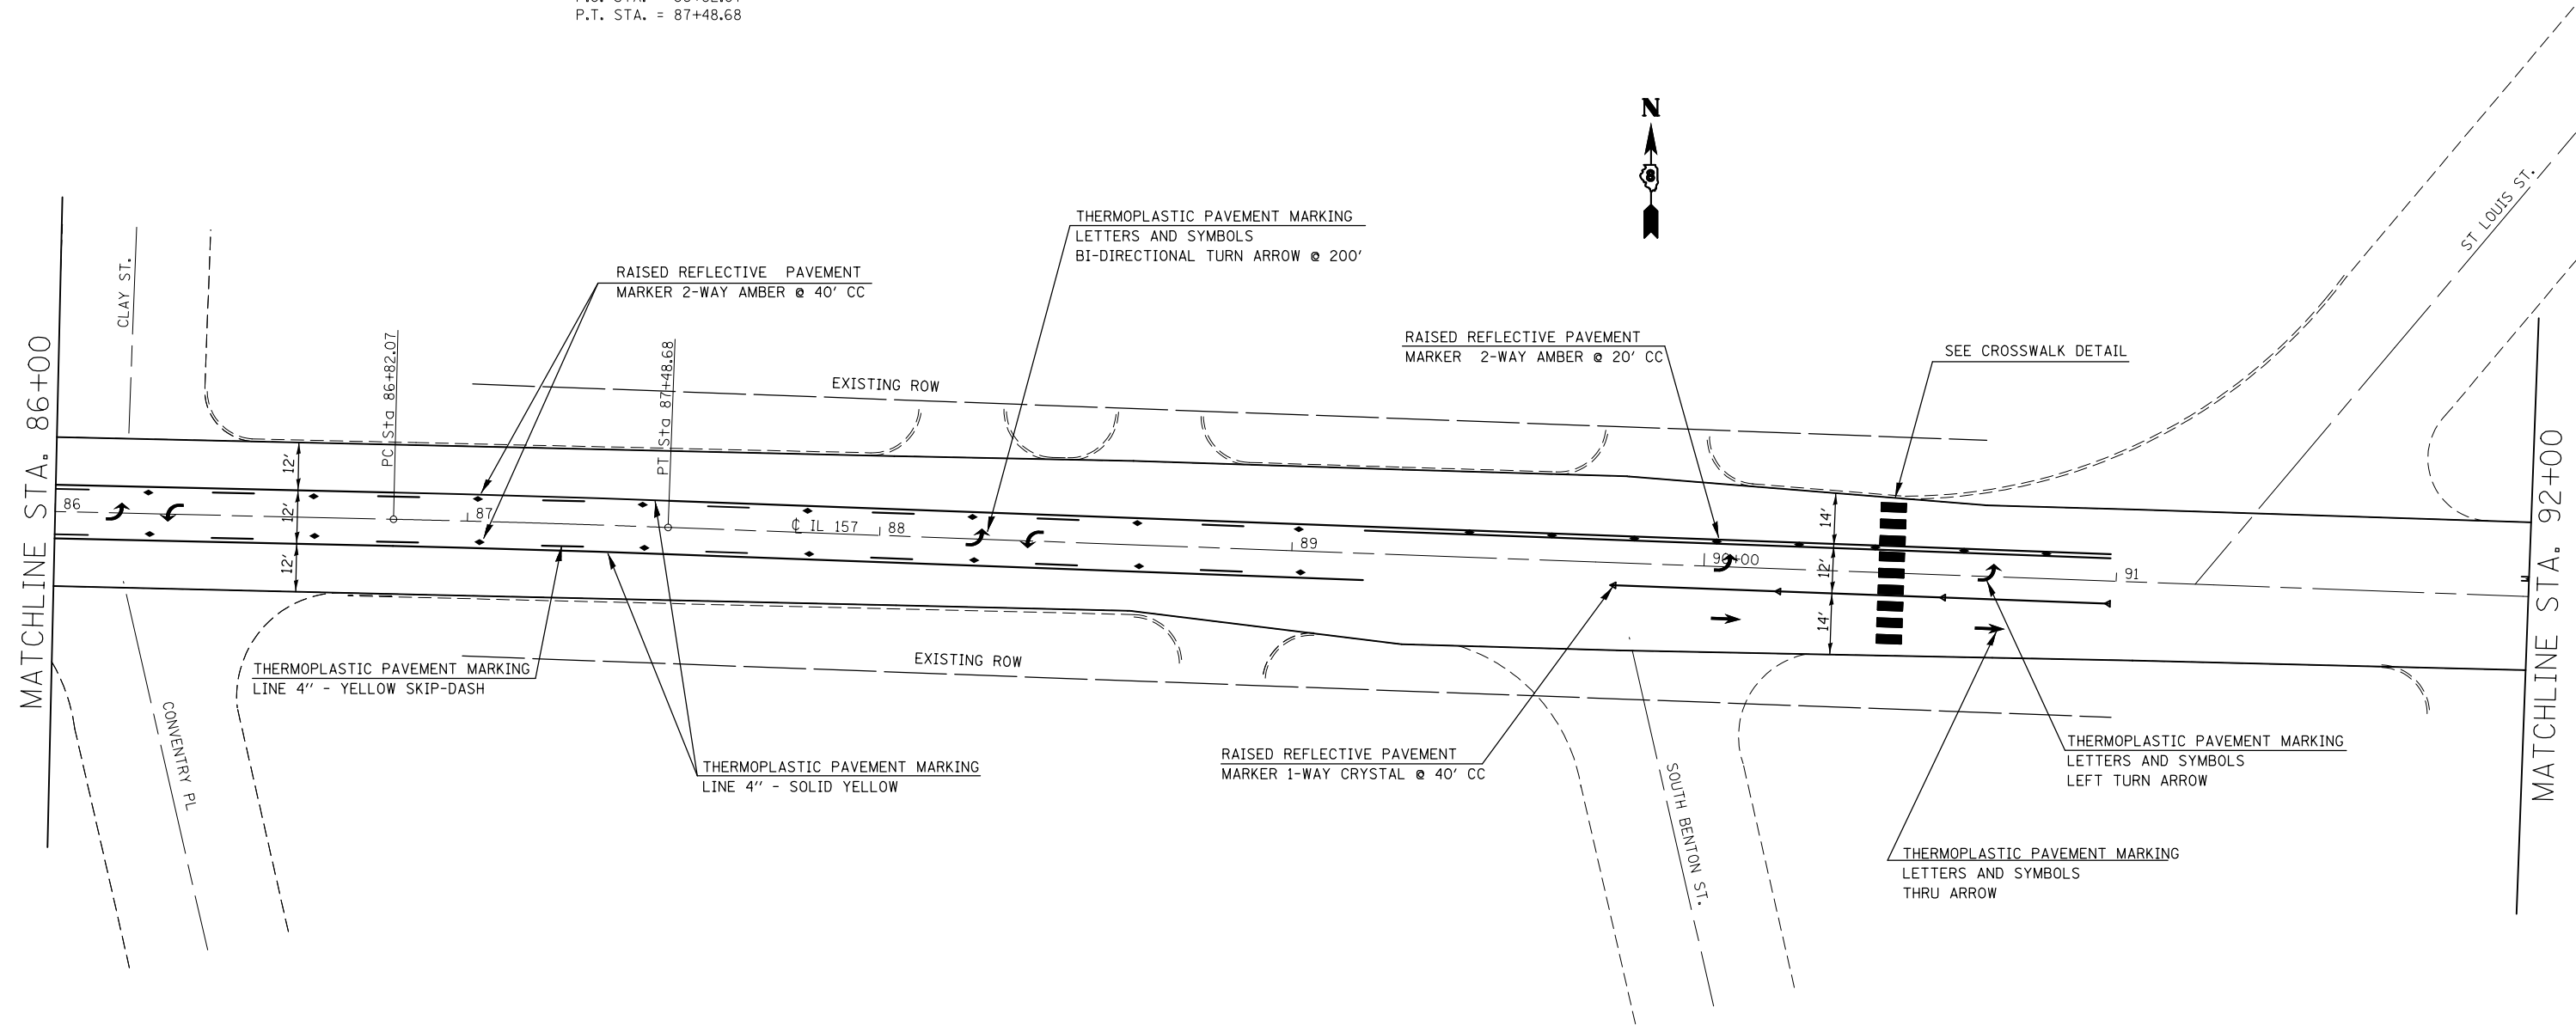 P.T. STA. = 87+48.68
N
8
THERMOPLASTIC PAVEMENT MARKING
LETTERS AND SYMBOLS
BI-DIRECTIONAL TURN ARROW @ 200'
RAISED REFLECTIVE PAVEMENT
MARKER 2-WAY AMBER @ 40' CC
RAISED REFLECTIVE PAVEMENT
MARKER 2-WAY AMBER @ 20' CC
SEE CROSSWALK DETAIL
ST LOUIS ST.
CLAY ST.
MATCHLINE STA. 86+00
PC Sta 86+82.07
PT Sta 87+48.68
EXISTING ROW
12'
12'
12'
86
87
℄ IL 157
88
89
90+00
91
14'
12'
14'
MATCHLINE STA. 92+00
EXISTING ROW
THERMOPLASTIC PAVEMENT MARKING
LINE 4" - YELLOW SKIP-DASH
CONVENTRY PL
THERMOPLASTIC PAVEMENT MARKING
LINE 4" - SOLID YELLOW
RAISED REFLECTIVE PAVEMENT
MARKER 1-WAY CRYSTAL @ 40' CC
SOUTH BENTON ST.
THERMOPLASTIC PAVEMENT MARKING
LETTERS AND SYMBOLS
LEFT TURN ARROW
THERMOPLASTIC PAVEMENT MARKING
LETTERS AND SYMBOLS
THRU ARROW